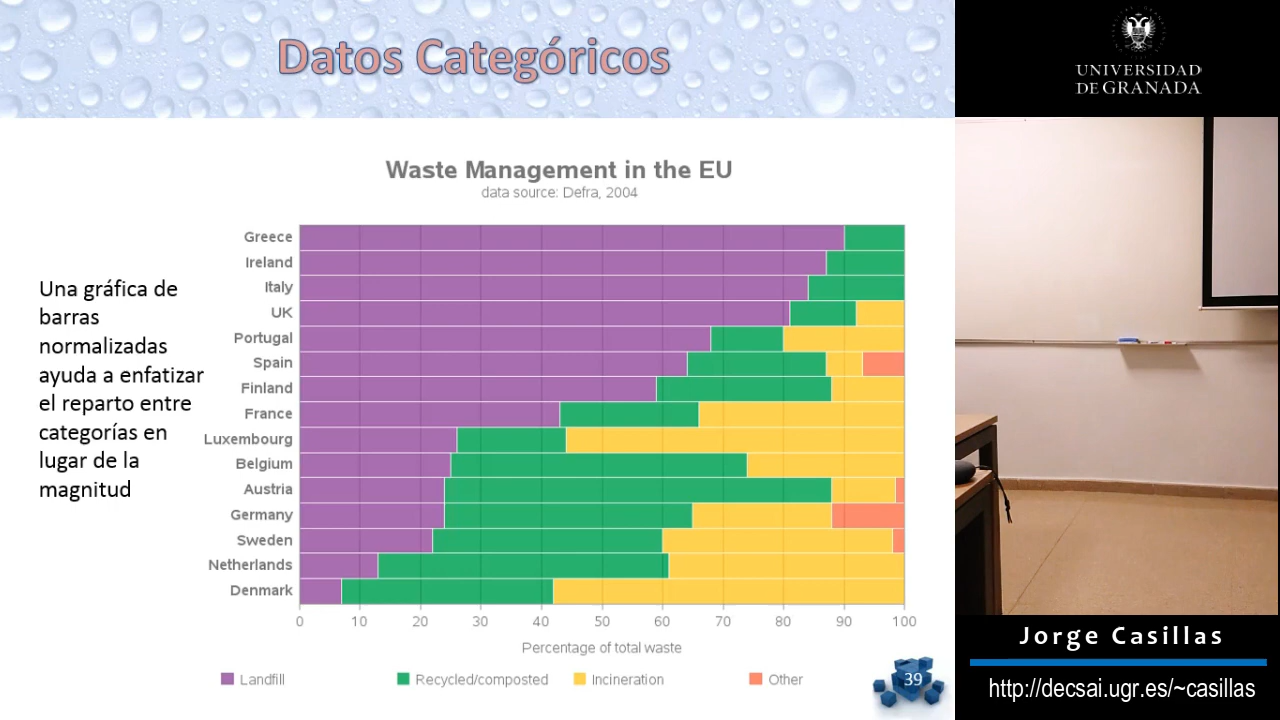 Datos Categóricos
Waste Management in the EU
data source: Defra, 2004
Una gráfica de
barras
normalizadas
ayuda a enfatizar
el reparto entre
categorías en
lugar de la
magnitud
Greece
Ireland
Italy
UK
Portugal
Spain
Finland
France
Luxembourg
Belgium
Austria
Germany
Sweden
Netherlands
Denmark
0 10 20 30 40 50 60 70 80 90 100
Percentage of total waste
Landfill Recycled/composted Incineration Other
39
UNIVERSIDAD
DE GRANADA
Jorge Casillas
http://decsai.ugr.es/~casillas